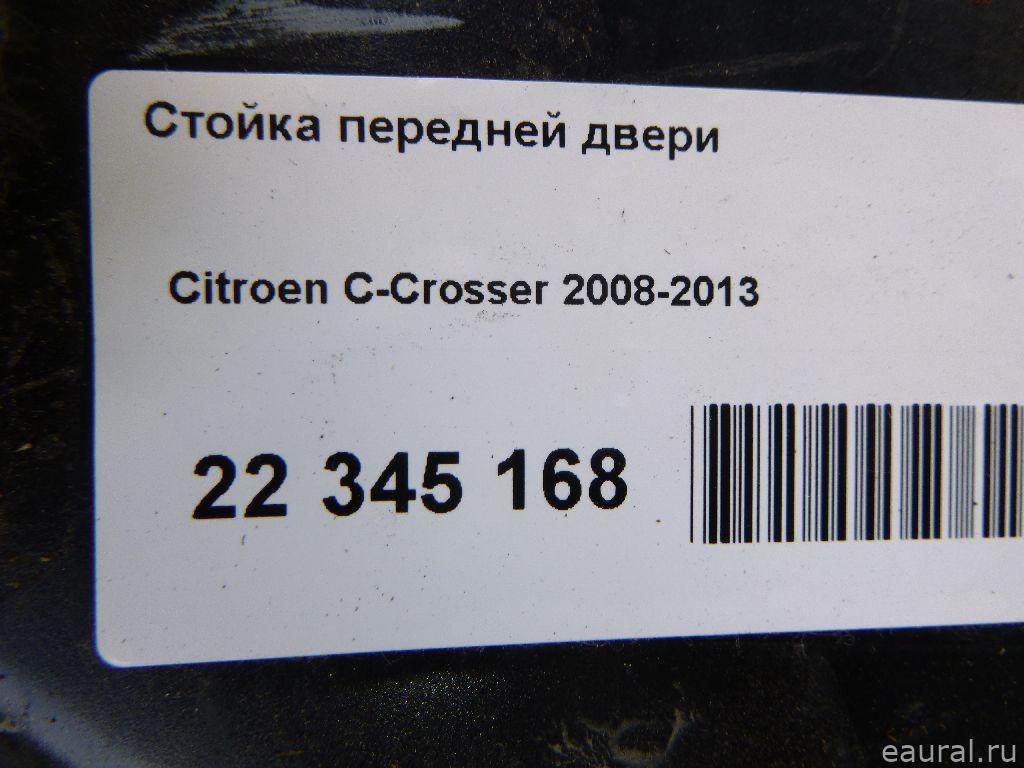 Стойка передней двери
Citroen C-Crosser 2008-2013
22 345 168
eaural.ru